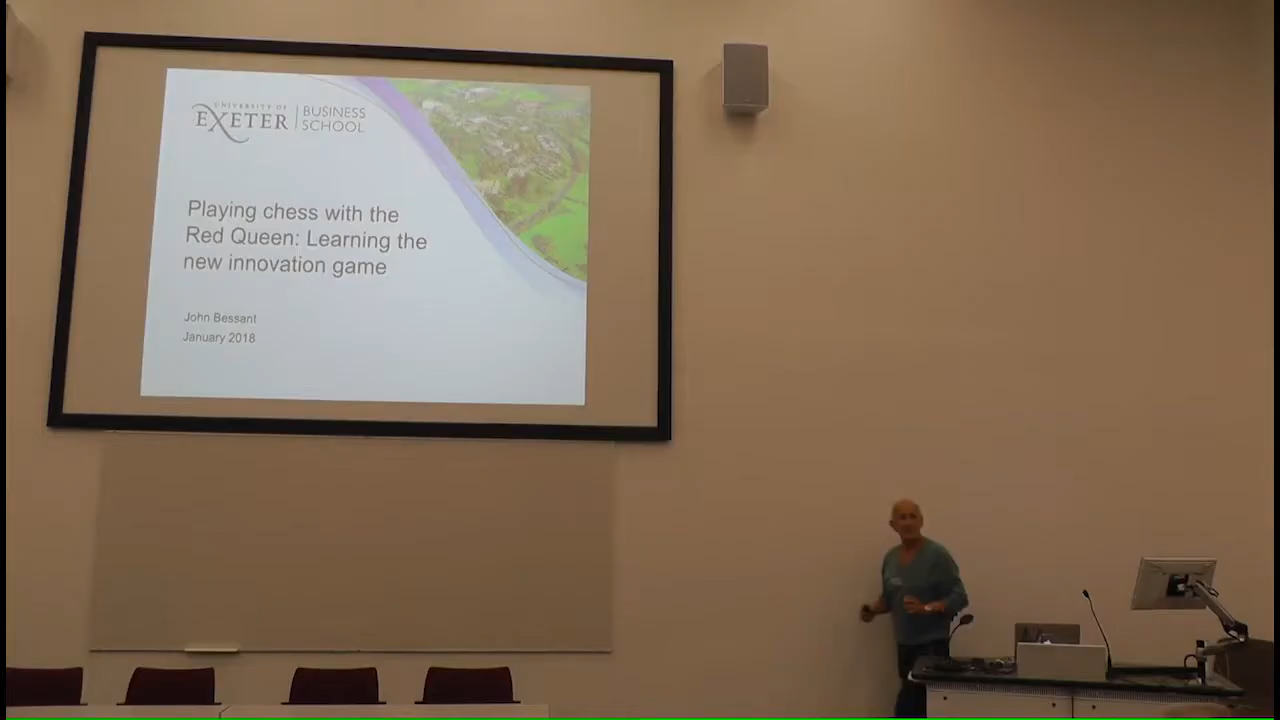 UNIVERSITY OF
EXETER
BUSINESS
SCHOOL
Playing chess with the
Red Queen: Learning the
new innovation game
John Bessant
January 2018